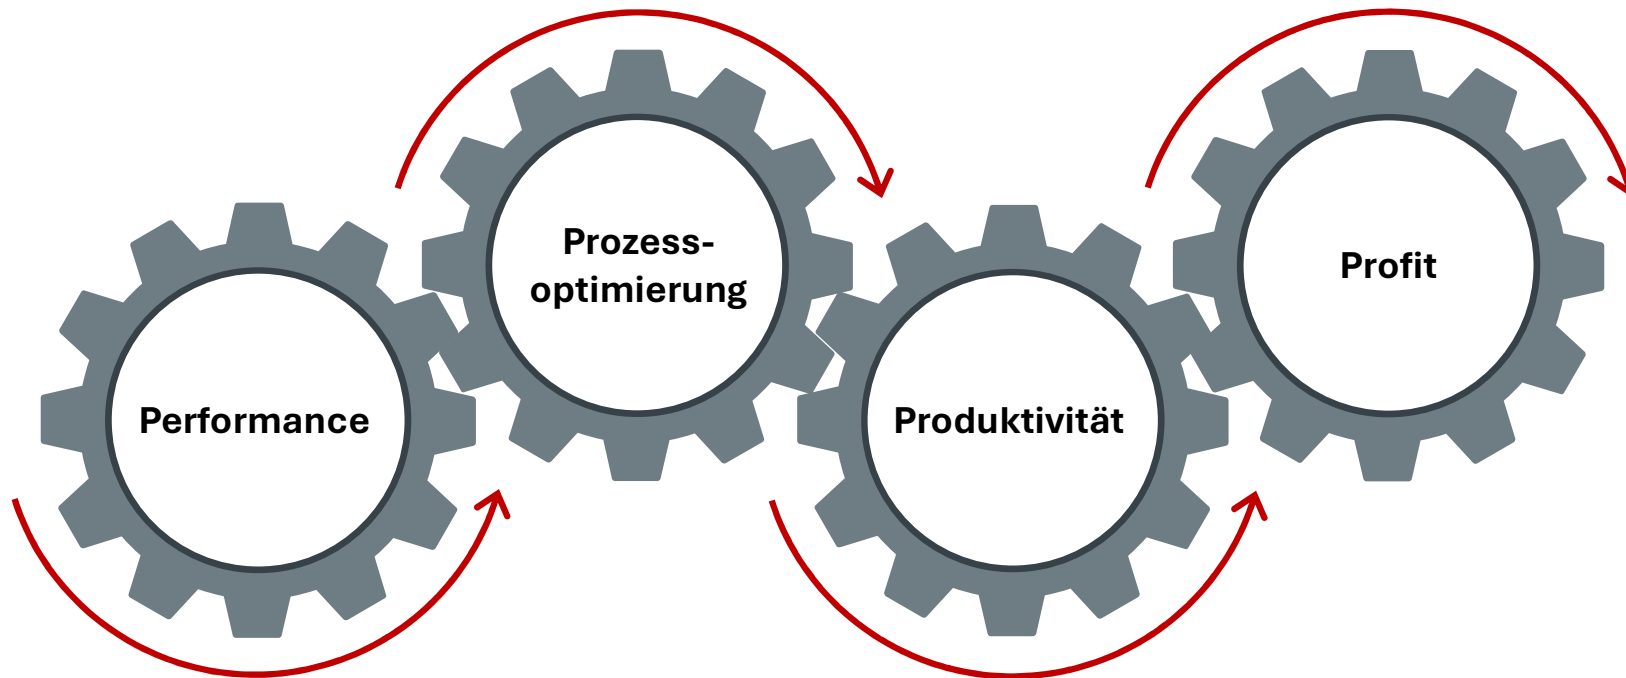 Performance
Prozess-
optimierung
Produktivität
Profit